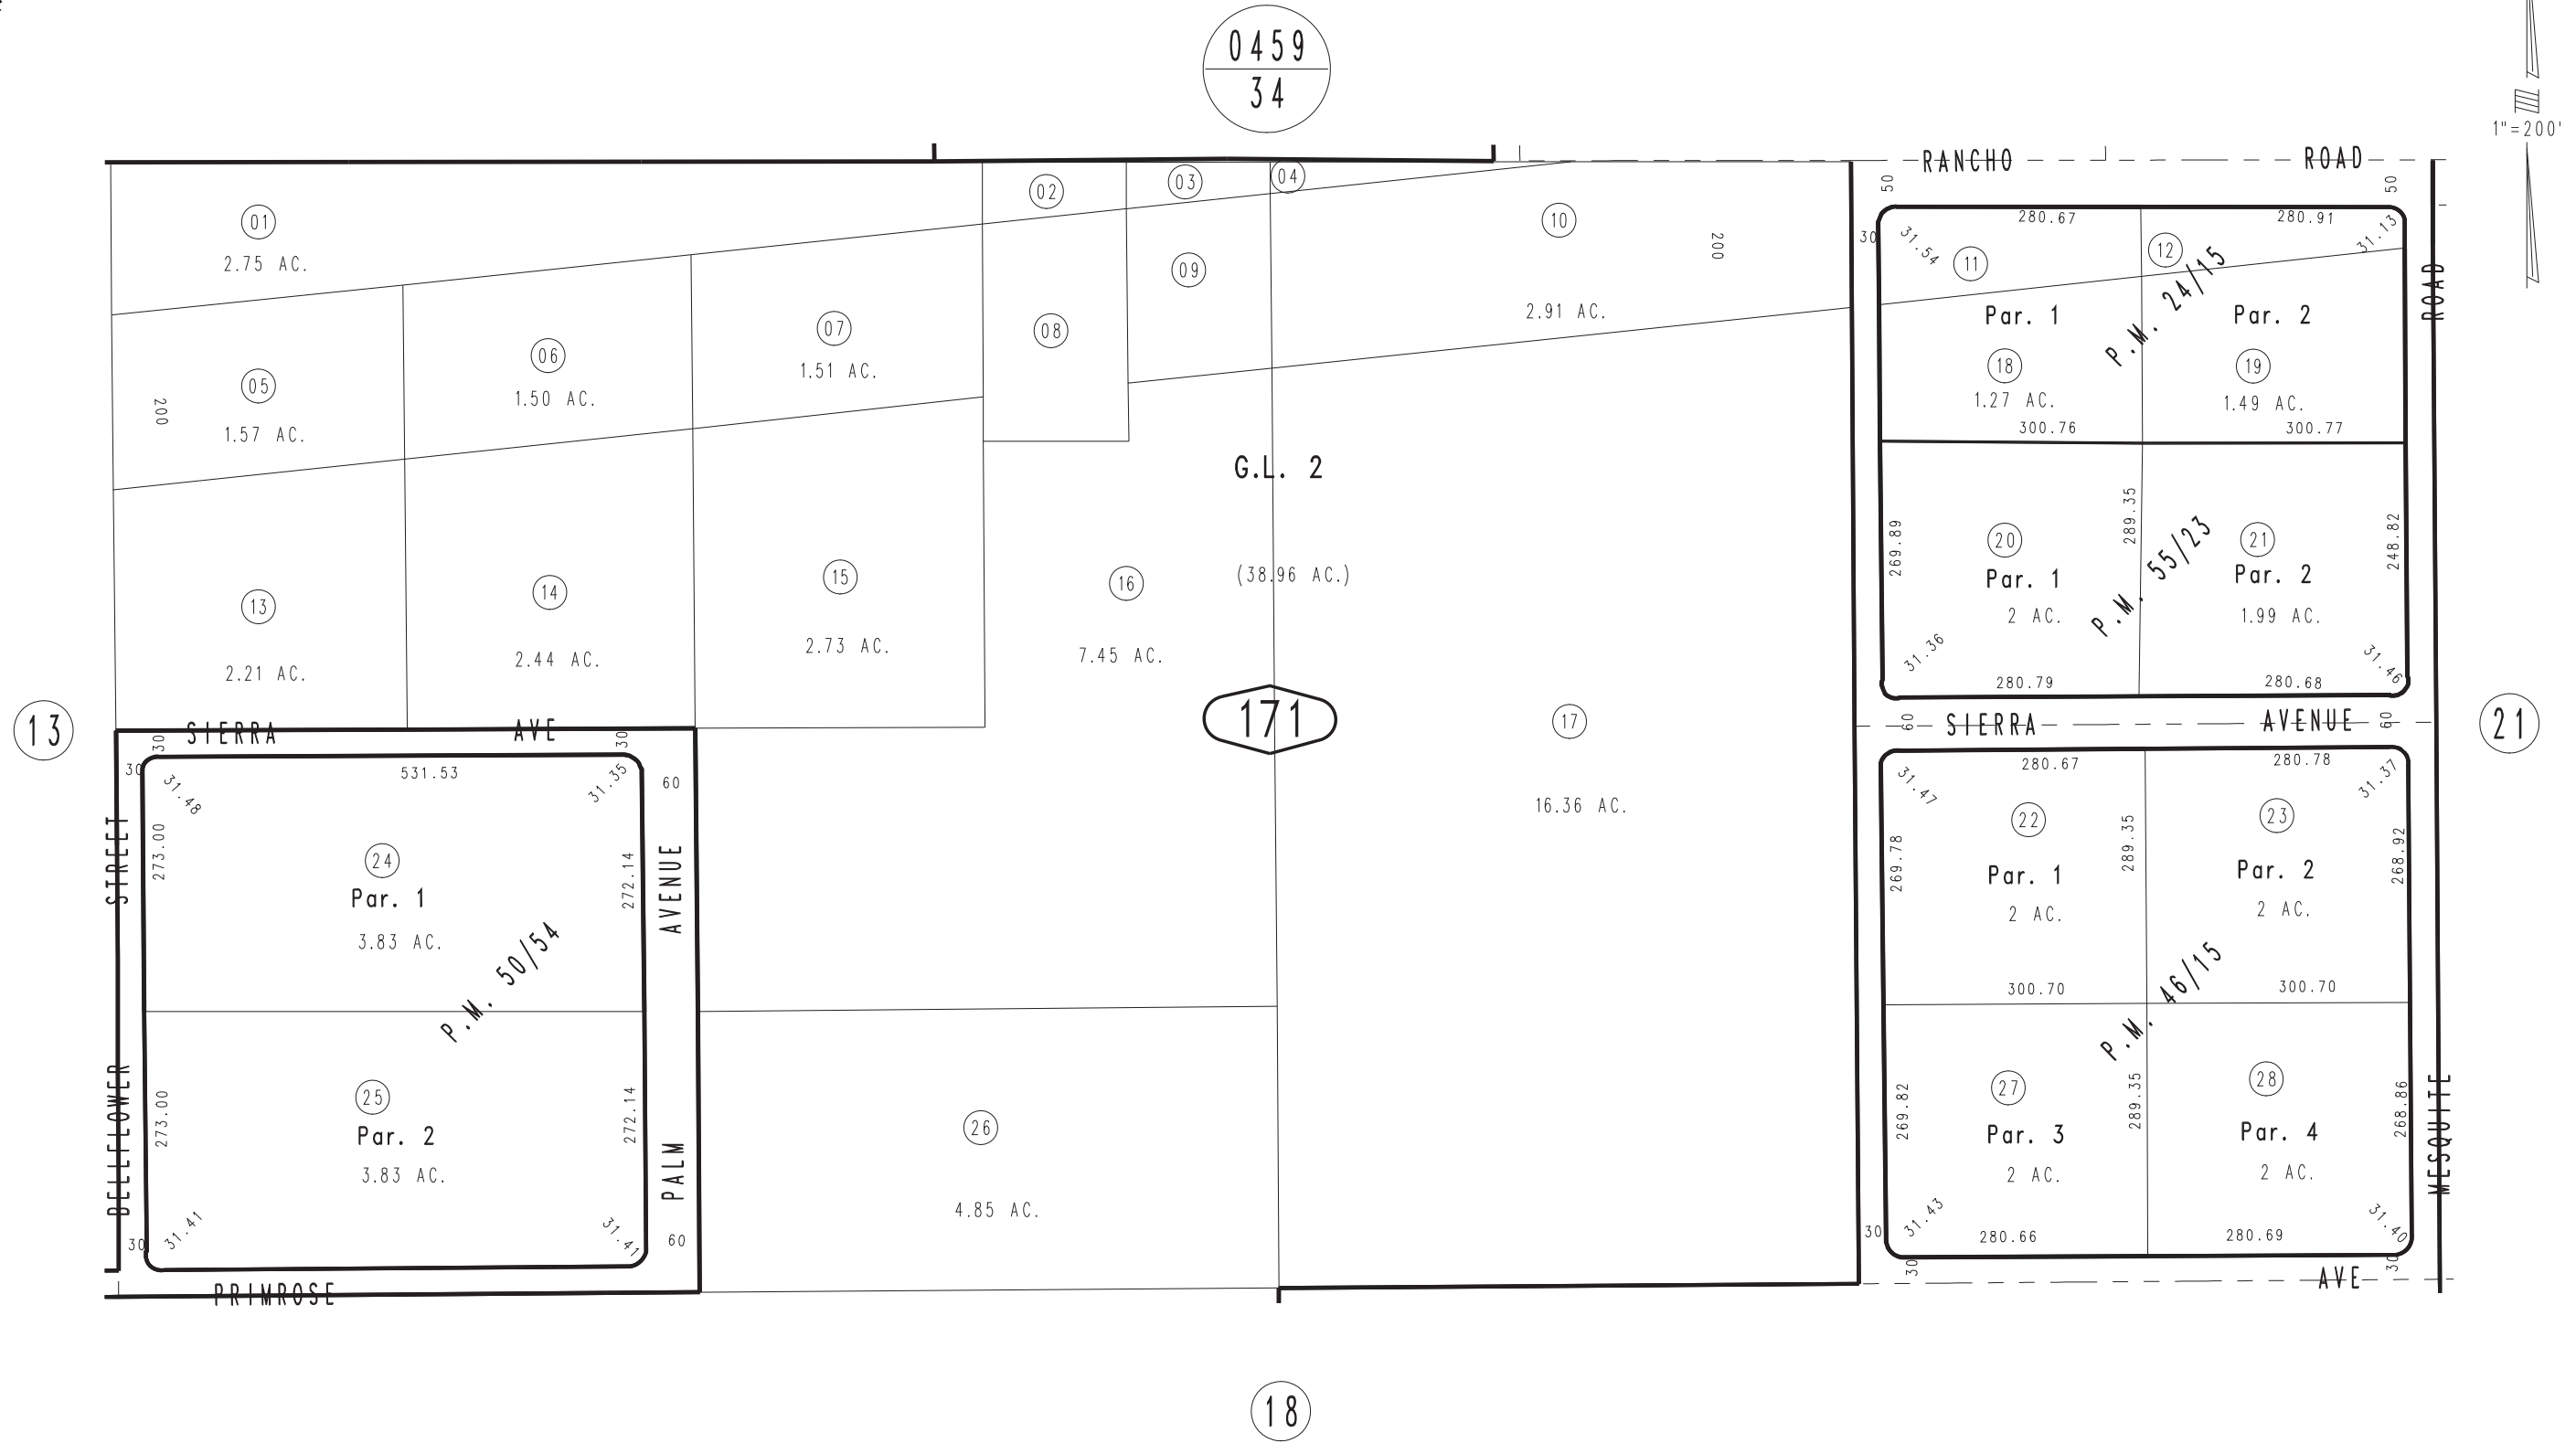 0459
34
1"=200'
RANCHO ROAD
50
50
01
2.75 AC.
02
03
04
05
200
1.57 AC.
06
1.50 AC.
07
1.51 AC.
08
09
10
200
2.91 AC.
30
280.67
280.91
31.54
31.13
11
12
P.M. 24/15
Par. 1
Par. 2
18
19
1.27 AC.
1.49 AC.
300.76
300.77
ROAD
G.L. 2
(38.96 AC.)
13
2.21 AC.
14
2.44 AC.
15
2.73 AC.
16
7.45 AC.
269.89
289.35
248.82
20
21
Par. 1
Par. 2
P.M. 55/23
2 AC.
1.99 AC.
31.36
31.46
280.79
280.68
13
171
17
16.36 AC.
60
SIERRA AVENUE
60
21
SIERRA AVE
30
30
30
531.53
60
31.48
31.35
STREET
273.00
272.14
AVENUE
24
Par. 1
3.83 AC.
P.M. 50/54
280.67
280.78
31.47
31.37
22
23
269.78
289.35
268.92
Par. 1
Par. 2
2 AC.
2 AC.
300.70
300.70
P.M. 46/15
BELLFLOWER
273.00
272.14
PALM
25
Par. 2
3.83 AC.
31.41
31.41
30
60
26
4.85 AC.
27
28
269.82
289.35
268.86
Par. 3
Par. 4
2 AC.
2 AC.
MESQUITE
31.43
31.40
30
280.66
280.69
30
30
PRIMROSE
AVE
18